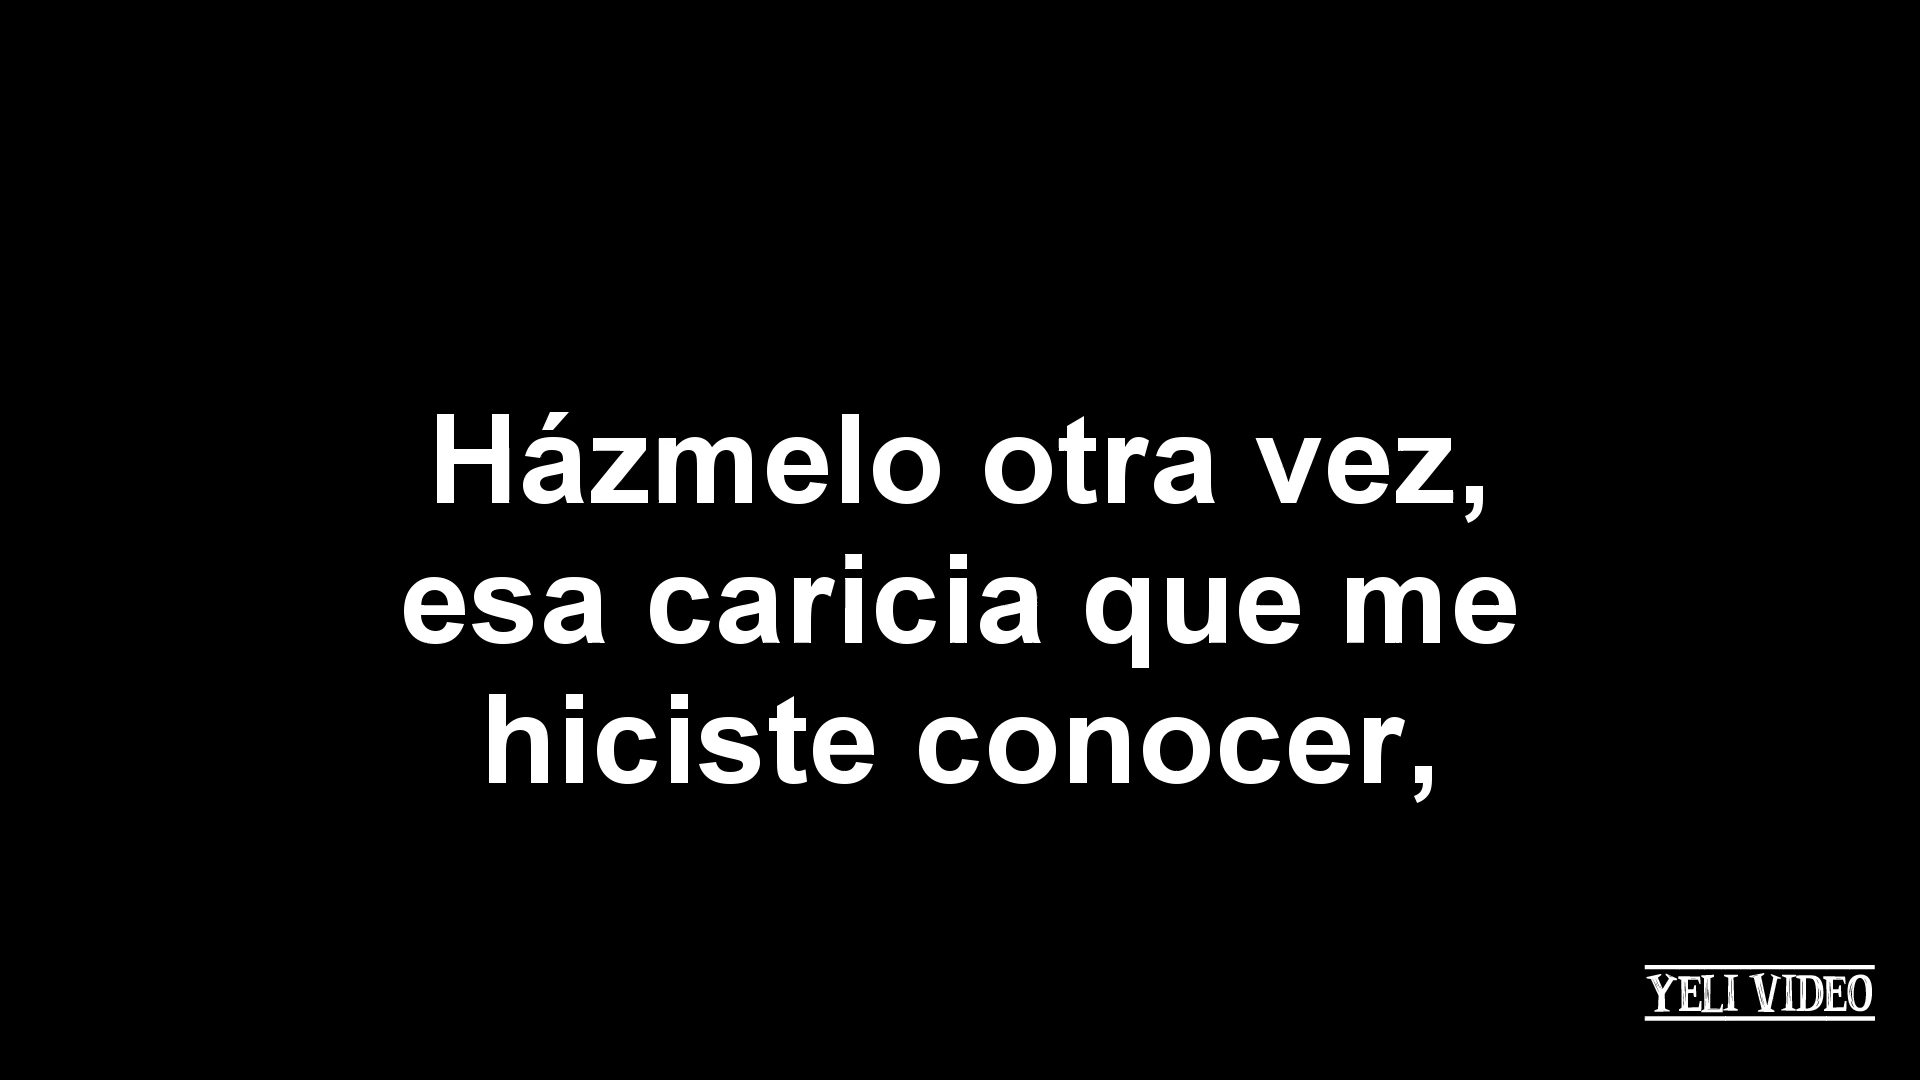 Házmelo otra vez,
esa caricia que me
hiciste conocer,
YELI VIDEO